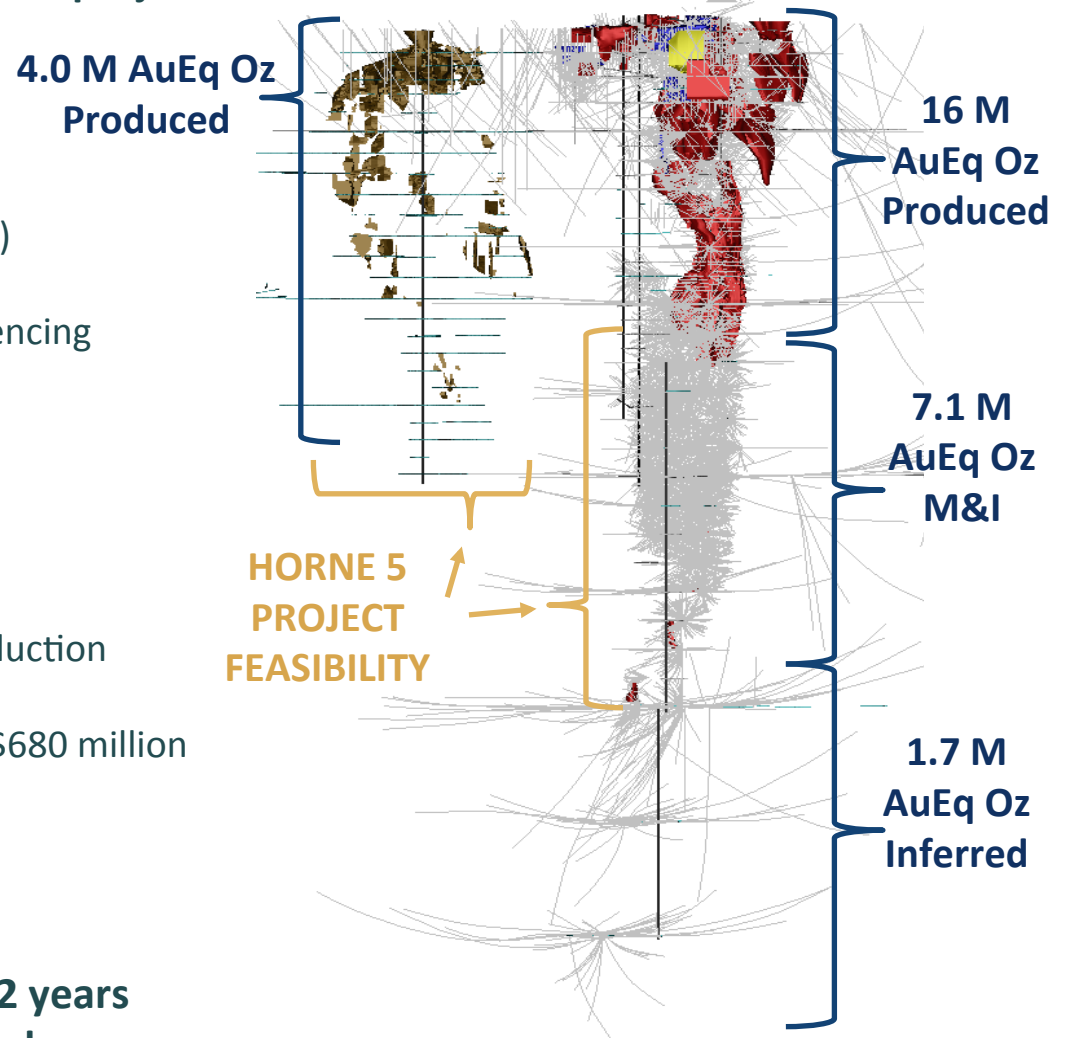 4.0 M AuEq Oz
Produced
16 M
AuEq Oz
Produced
)
encing
7.1 M
AuEq Oz
M&I
HORNE 5
PROJECT
FEASIBILITY
duction
$680 million
1.7 M
AuEq Oz
Inferred
2 years